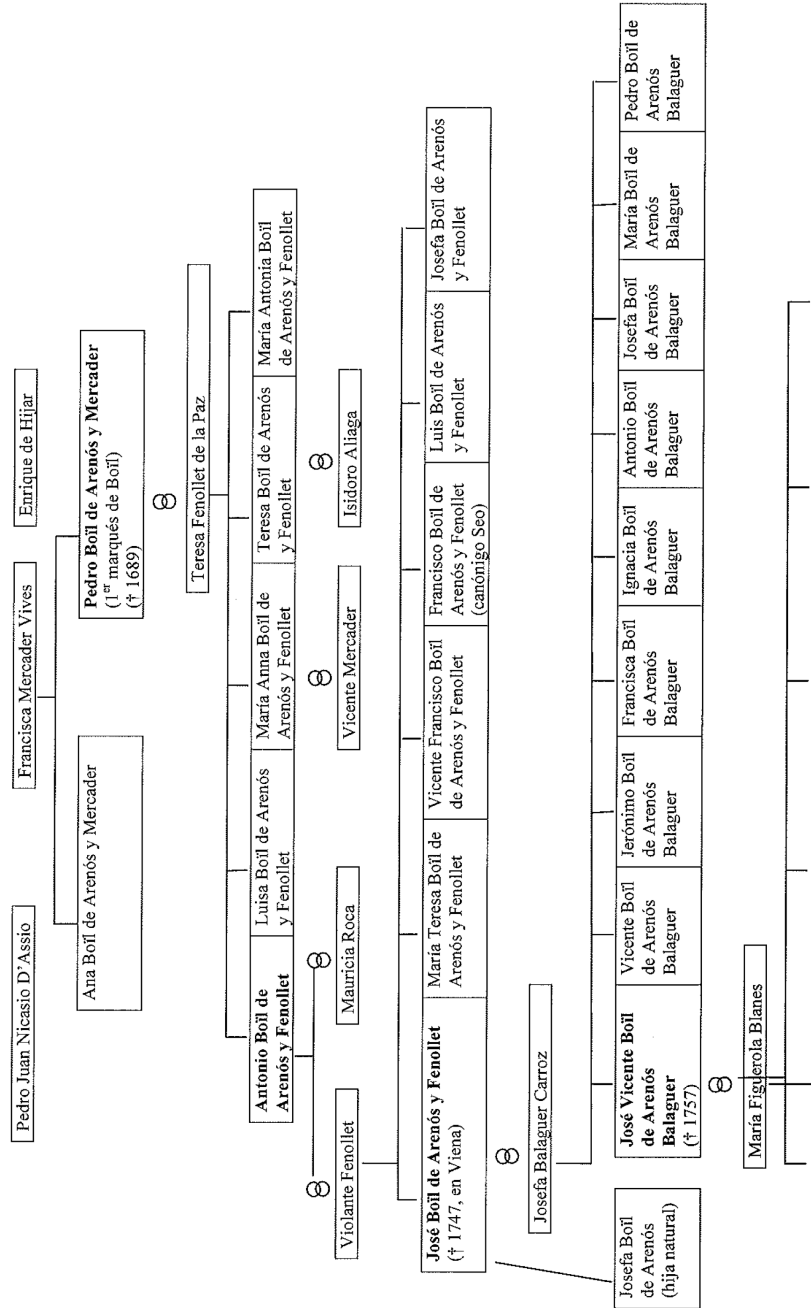 Pedro Juan Nicasio D'Assio
Francisca Mercader Vives
Enrique de Hijar
Ana Boïl de Arenós y Mercader
Pedro Boïl de Arenós y Mercader
(1er marqués de Boïl)
(† 1689)
Teresa Fenollet de la Paz
Antonio Boïl de
Arenós y Fenollet
Luisa Boïl de Arenós
y Fenollet
María Anna Boïl de
Arenós y Fenollet
Teresa Boïl de Arenós
y Fenollet
María Antonia Boïl
de Arenós y Fenollet
Violante Fenollet
Mauricia Roca
Vicente Mercader
Isidoro Aliaga
José Boïl de Arenós y Fenollet
(† 1747, en Viena)
María Teresa Boïl de
Arenós y Fenollet
Vicente Francisco Boïl
de Arenós y Fenollet
Francisco Boïl de
Arenós y Fenollet
(canónigo Seo)
Luis Boïl de Arenós
y Fenollet
Josefa Boïl de Arenós
y Fenollet
Josefa Balaguer Carroz
Josefa Boïl
de Arenós
(hija natural)
José Vicente Boïl
de Arenós
Balaguer
(† 1757)
Vicente Boïl
de Arenós
Balaguer
Jerónimo Boïl
de Arenós
Balaguer
Francisca Boïl
de Arenós
Balaguer
Ignacia Boïl
de Arenós
Balaguer
Antonio Boïl
de Arenós
Balaguer
Josefa Boïl
de Arenós
Balaguer
María Boïl de
Arenós
Balaguer
Pedro Boïl de
Arenós
Balaguer
María Figuerola Blanes